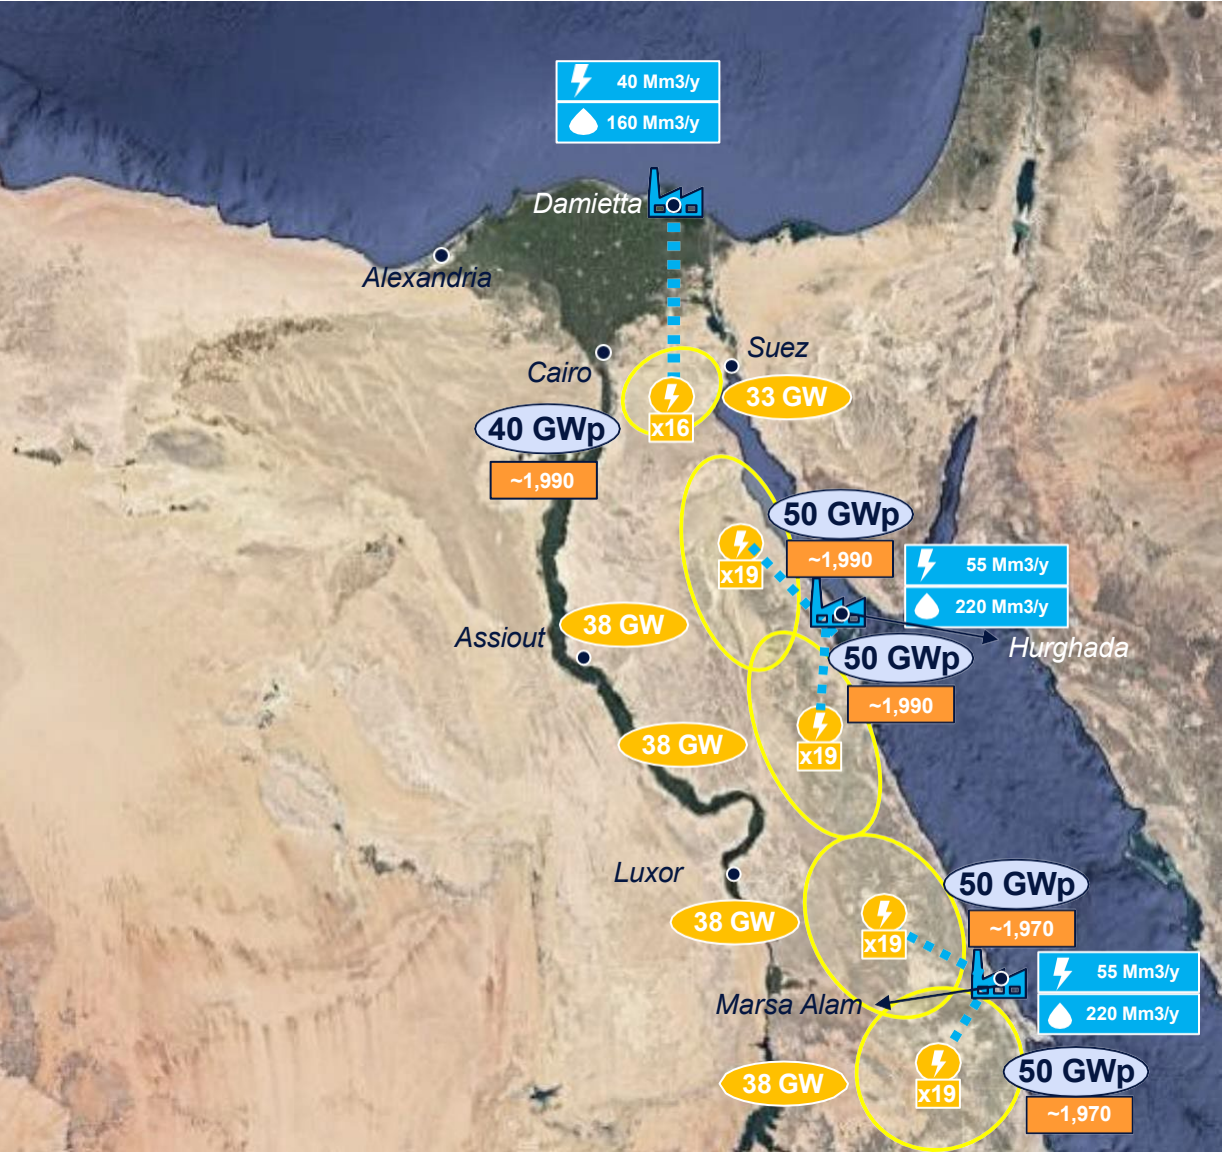 40 Mm3/y
160 Mm3/y
Damietta
Alexandria
Suez
Cairo
33 GW
x16
40 GWp
~1,990
50 GWp
~1,990
x19
55 Mm3/y
220 Mm3/y
Assiout
38 GW
Hurghada
50 GWp
~1,990
38 GW
x19
Luxor
50 GWp
38 GW
~1,970
x19
55 Mm3/y
Marsa Alam
220 Mm3/y
50 GWp
38 GW
x19
~1,970